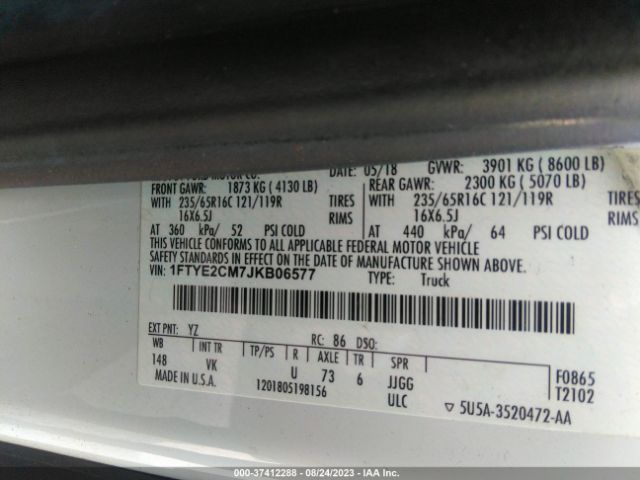 MOTOR CO.
DATE: 05/18 GVWR: 3901 KG ( 8600 LB)
FRONT GAWR: 1873 KG ( 4130 LB) REAR GAWR: 2300 KG ( 5070 LB)
WITH 235/65R16C 121/119R TIRES WITH 235/65R16C 121/119R TIRES
16X6.5J RIMS 16X6.5J RIMS
AT 360 kPa/ 52 PSI COLD AT 440 kPa/ 64 PSI COLD
THIS VEHICLE CONFORMS TO ALL APPLICABLE FEDERAL MOTOR VEHICLE
SAFETY STANDARDS IN EFFECT ON THE DATE OF MANUFACTURE SHOWN ABOVE.
VIN: 1FTYE2CM7JKB06577 TYPE: Truck
EXT PNT: YZ RC: 86 DSO:
WB INT TR TP/PS R AXLE TR SPR
148 VK U 73 6 JJGG F0865
MADE IN U.S.A. 1201805198156 ULC T2102
▽ 5U5A-3520472-AA
000-37412288 - 08/24/2023 - IAA Inc.